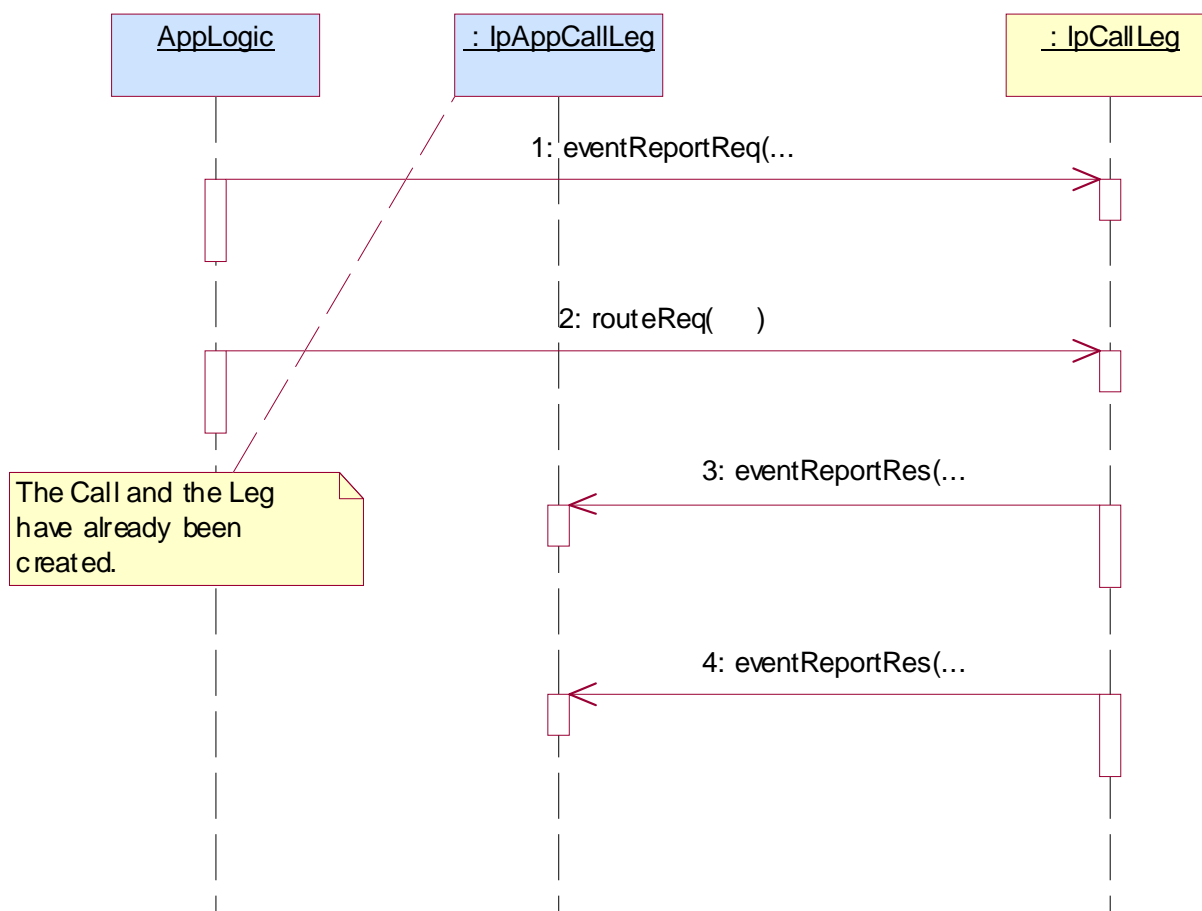 AppLogic
: IpAppCallLeg
: IpCallLeg
1: eventReportReq(...
2: routeReq( )
3: eventReportRes(...
The Call and the Leg
have already been
created.
4: eventReportRes(...